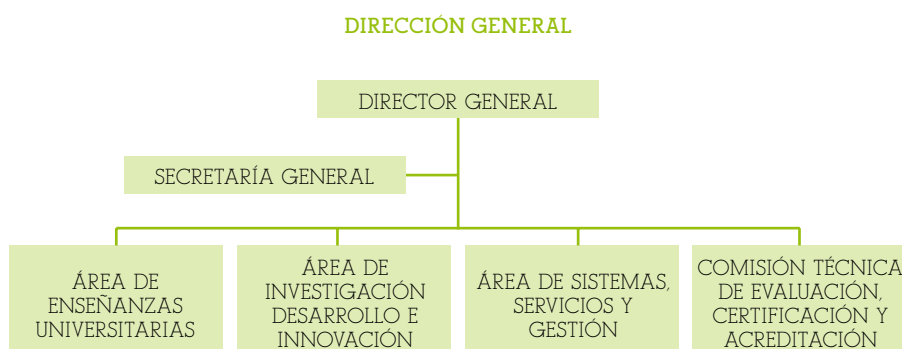 DIRECCIÓN GENERAL
DIRECTOR GENERAL
SECRETARÍA GENERAL
ÁREA DE
ENSEÑANZAS
UNIVERSITARIAS
ÁREA DE
INVESTIGACIÓN
DESARROLLO E
INNOVACIÓN
ÁREA DE SISTEMAS,
SERVICIOS Y
GESTIÓN
COMISIÓN TÉCNICA
DE EVALUACIÓN,
CERTIFICACIÓN Y
ACREDITACIÓN